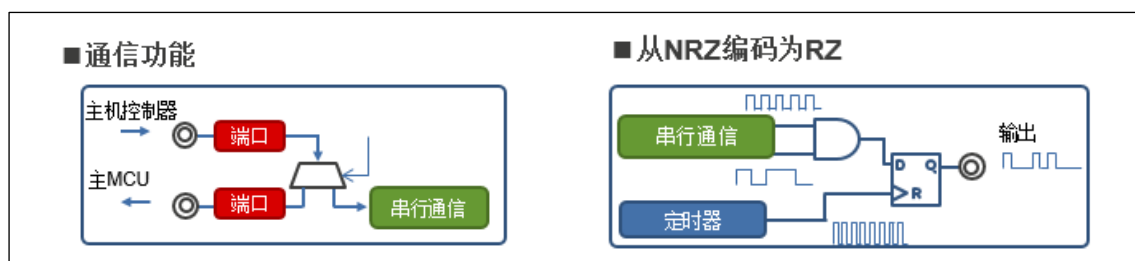 ■通信功能
主机控制器
端口
主MCU
端口
串行通信
■从NRZ编码为RZ
串行通信
输出
D Q
R
定时器